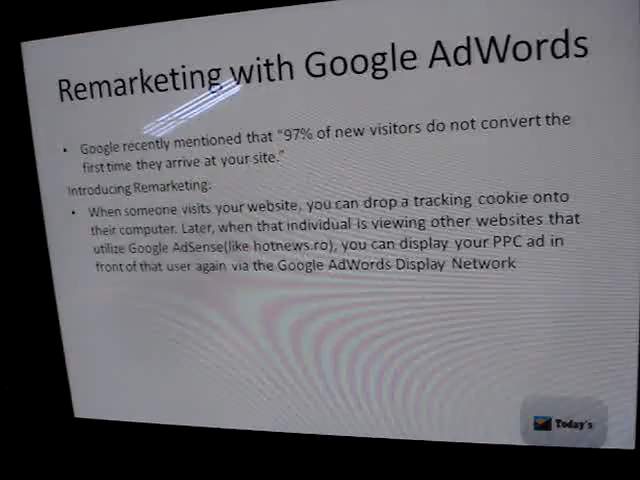 Remarketing with Google AdWords
• Google recently mentioned that "97% of new visitors do not convert the
first time they arrive at your site."
Introducing Remarketing:
• When someone visits your website, you can drop a tracking cookie onto
their computer. Later, when that individual is viewing other websites that
utilize Google AdSense(like hotnews.ro), you can display your PPC ad in
front of that user again via the Google AdWords Display Network
Today's